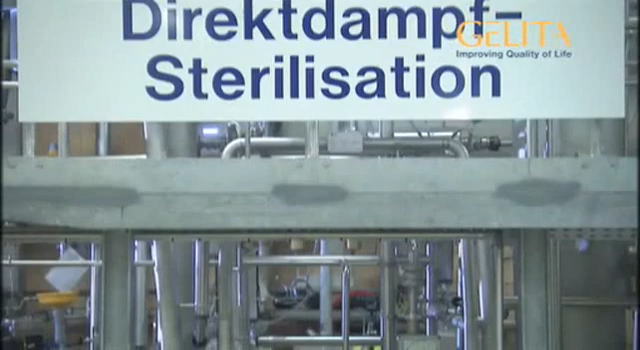 Direktdampf-
Sterilisation
GELITA
Improving Quality of Life